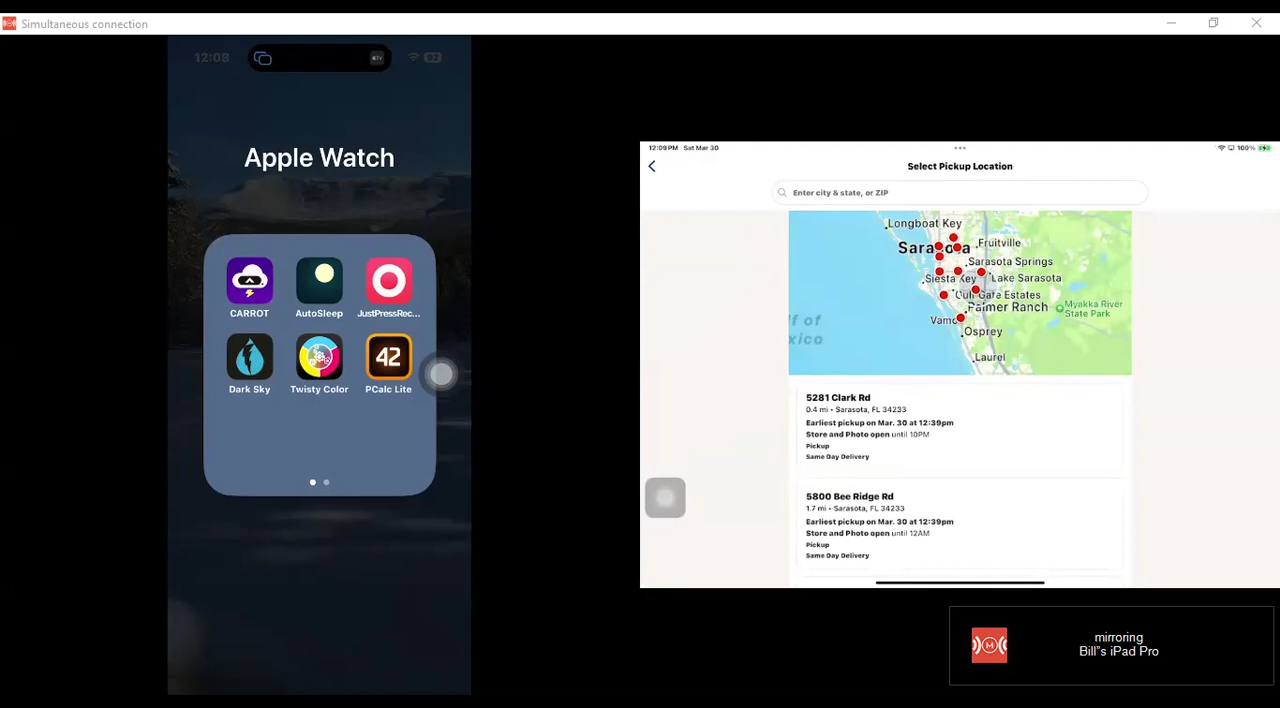 Simultaneous connection
12:08
Apple Watch
CARROT
AutoSleep
JustPressRec...
42
Dark Sky
Twisty Color
PCalc Lite
12:09 PM Sat Mar 30
100%
Select Pickup Location
Enter city & state, or ZIP
Longboat Key
Sarasota
Fruitville
Sarasota Springs
Siesta Key
Lake Sarasota
Gulf Gate Estates
Palmer Ranch
Myakka River
State Park
Vamo
Osprey
Laurel
5281 Clark Rd
0.4 mi • Sarasota, FL 34233
Earliest pickup on Mar. 30 at 12:39pm
Store and Photo open until 10PM
Pickup
Same Day Delivery
5800 Bee Ridge Rd
1.7 mi • Sarasota, FL 34233
Earliest pickup on Mar. 30 at 12:39pm
Store and Photo open until 12AM
Pickup
Same Day Delivery
mirroring
Bill"s iPad Pro